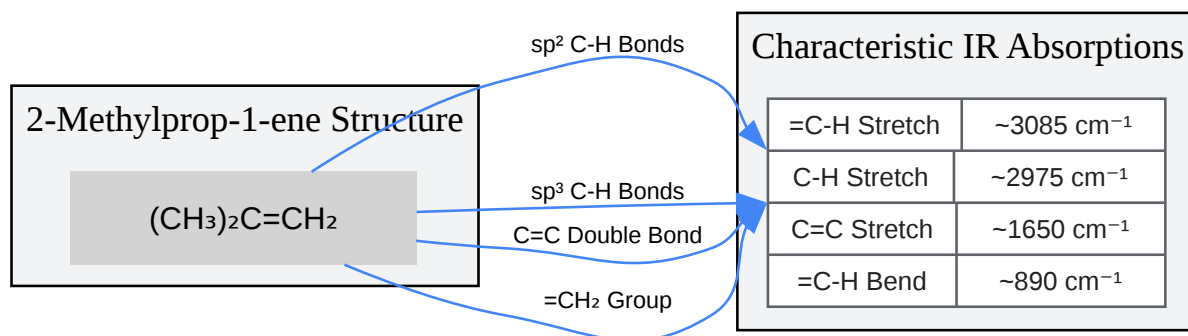 2-Methylprop-1-ene Structure
(CH₃)₂C=CH₂
sp² C-H Bonds
sp³ C-H Bonds
C=C Double Bond
=CH₂ Group
Characteristic IR Absorptions
=C-H Stretch ~3085 cm⁻¹
C-H Stretch ~2975 cm⁻¹
C=C Stretch ~1650 cm⁻¹
=C-H Bend ~890 cm⁻¹